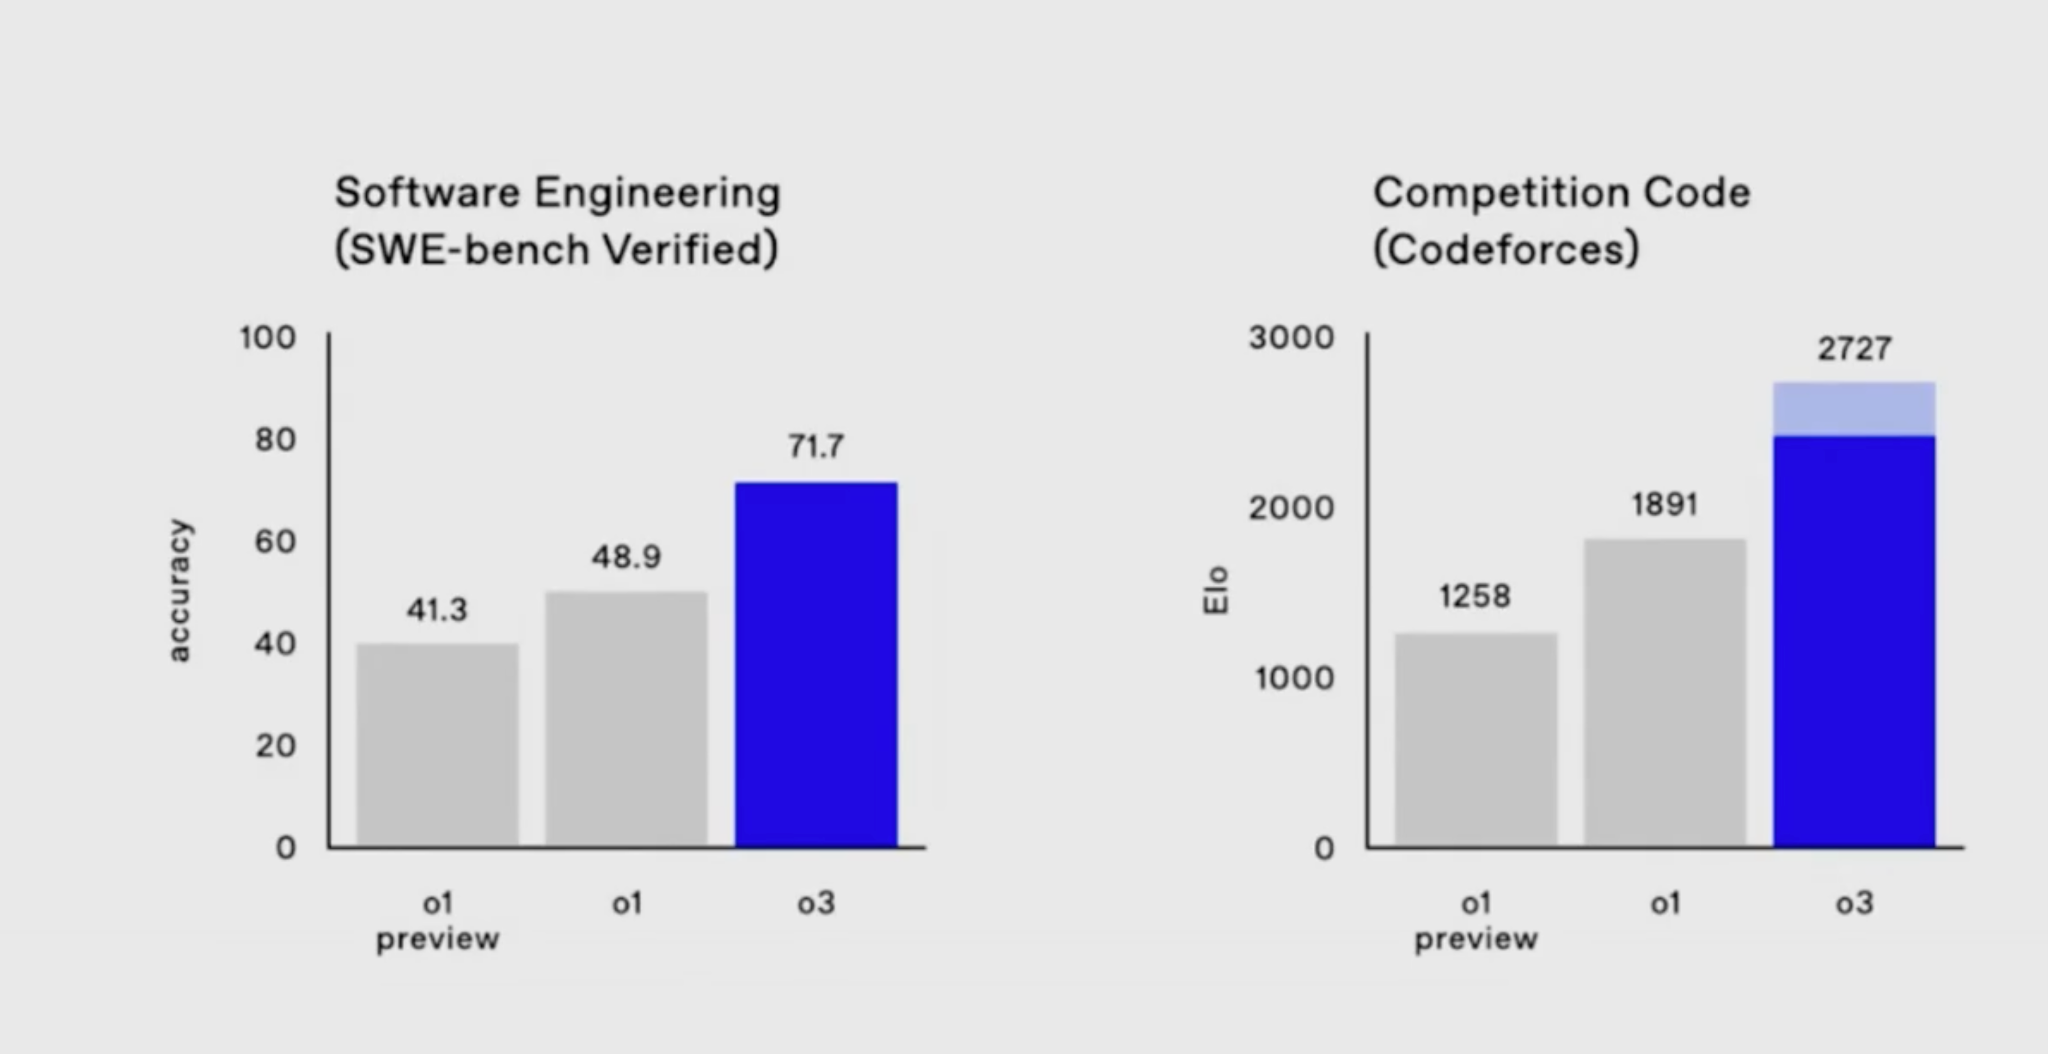 Software Engineering
(SWE-bench Verified)
100
80
60
40
20
0
accuracy
41.3
48.9
71.7
o1
preview
o1
o3
Competition Code
(Codeforces)
3000
2000
1000
0
Elo
1258
1891
2727
o1
preview
o1
o3